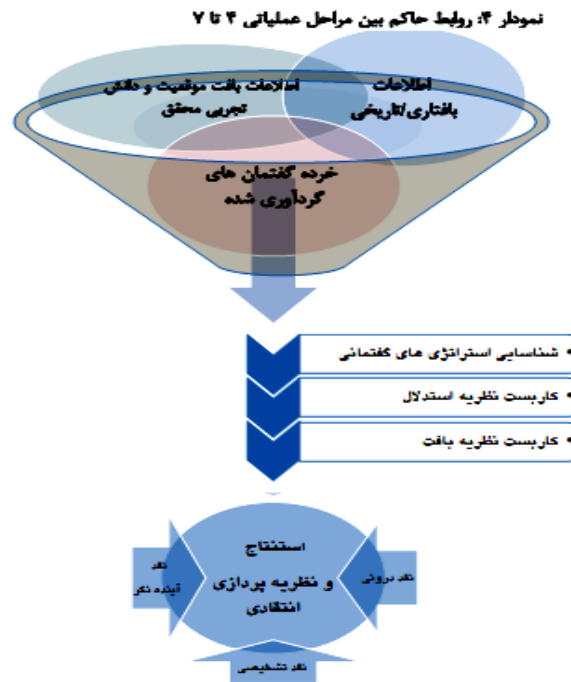 نمودار ۴: روابط حاکم بین مراحل عملیاتی ۴ تا ۷
اطلاعات
بافتاری/تاریخی
اطلاعات بافت موقعیت و دانش
تجربی محقق
خرده گفتمان های
گردآوری شده
• شناسایی استراتژی های گفتمانی
• کاربست نظریه استدلال
• کاربست نظریه بافت
استنتاج
و نظریه پردازی
انتقادی
نقد درونی
نقد
آینده نگر
نقد تشخیصی